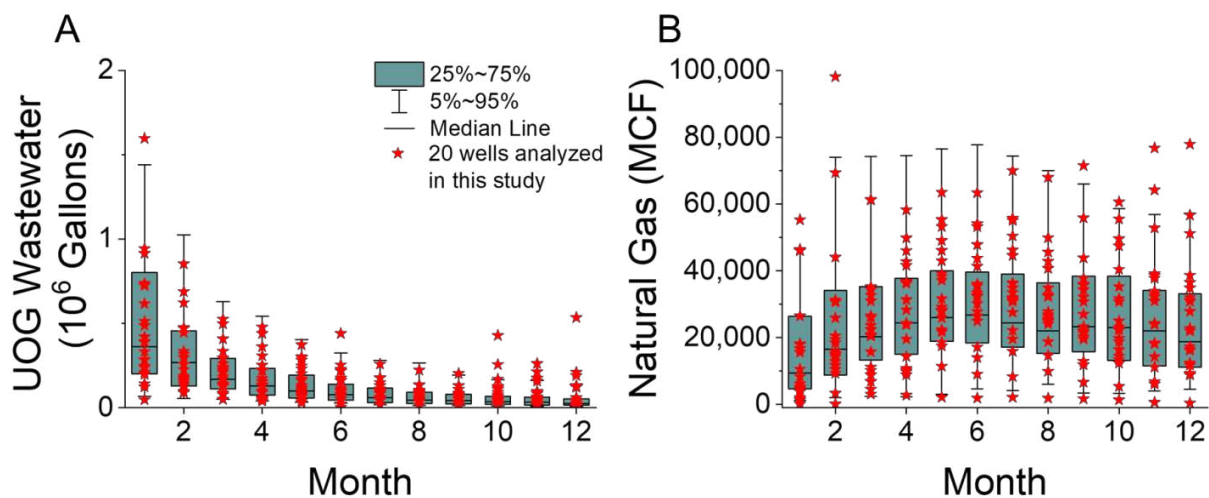 A
UOG Wastewater
(10⁶ Gallons)
2
1
0
2
4
6
8
10
12
Month
25%~75%
5%~95%
Median Line
20 wells analyzed
in this study
B
Natural Gas (MCF)
100,000
80,000
60,000
40,000
20,000
0
2
4
6
8
10
12
Month